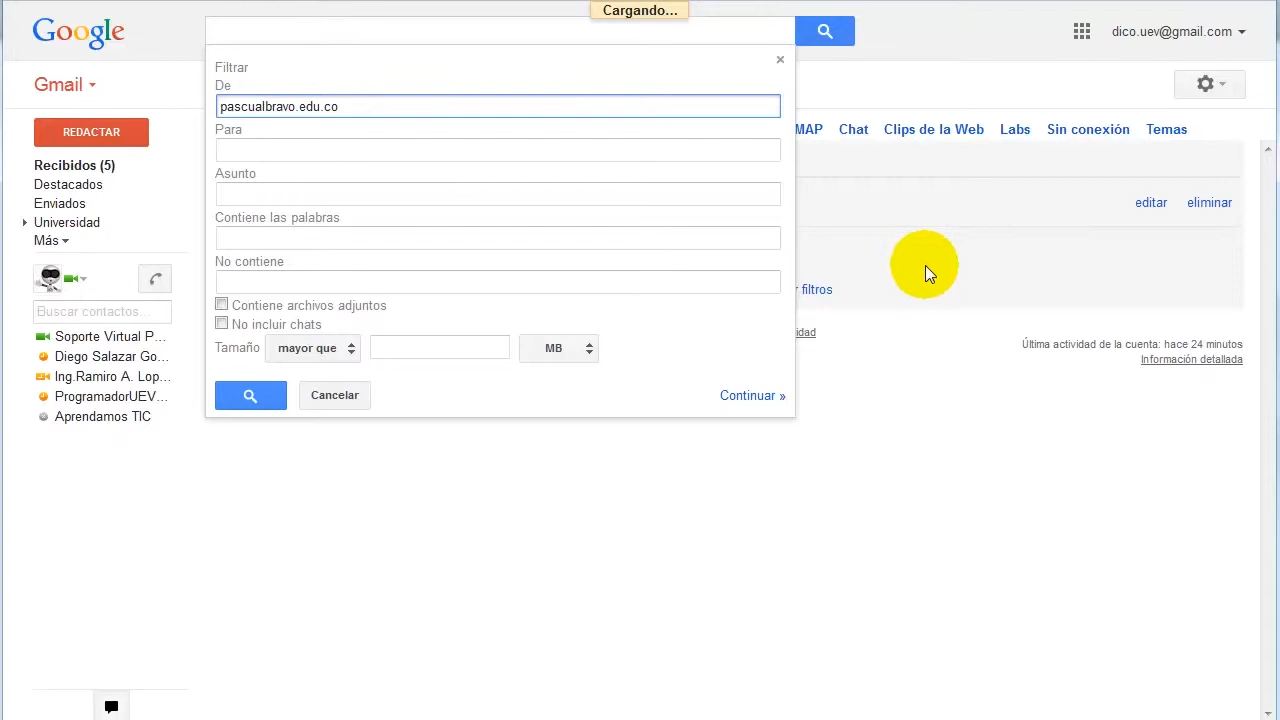 Cargando...
Google
dico.uev@gmail.com
Filtrar
De
pascualbravo.edu.co
Para
Asunto
Contiene las palabras
No contiene
Contiene archivos adjuntos
No incluir chats
Tamaño mayor que MB
Cancelar
Continuar »
Gmail
REDACTAR
Recibidos (5)
Destacados
Enviados
Universidad
Más
Buscar contactos...
Soporte Virtual P...
Diego Salazar Go...
Ing.Ramiro A. Lop...
ProgramadorUEV...
Aprendamos TIC
MAP Chat Clips de la Web Labs Sin conexión Temas
editar eliminar
r filtros
idad
Última actividad de la cuenta: hace 24 minutos
Información detallada